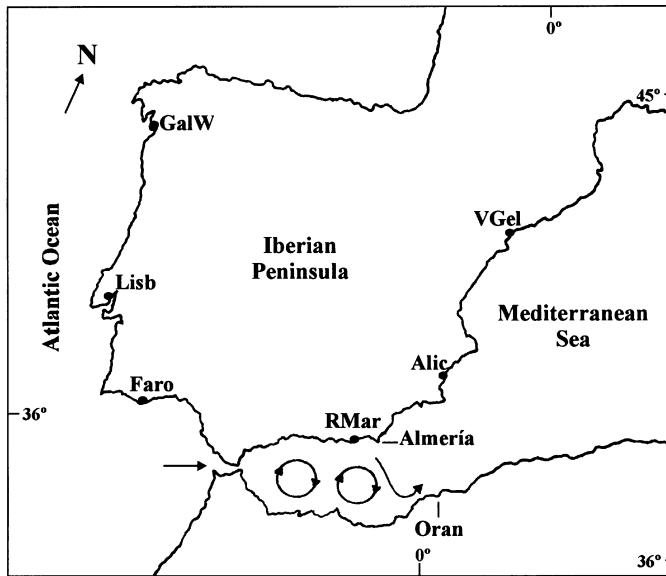 0º
N
45º
GalW
VGel
Iberian
Peninsula
Atlantic Ocean
Lisb
Mediterranean
Sea
Alic
Faro
36º
RMar
Almería
Oran
0º
36º